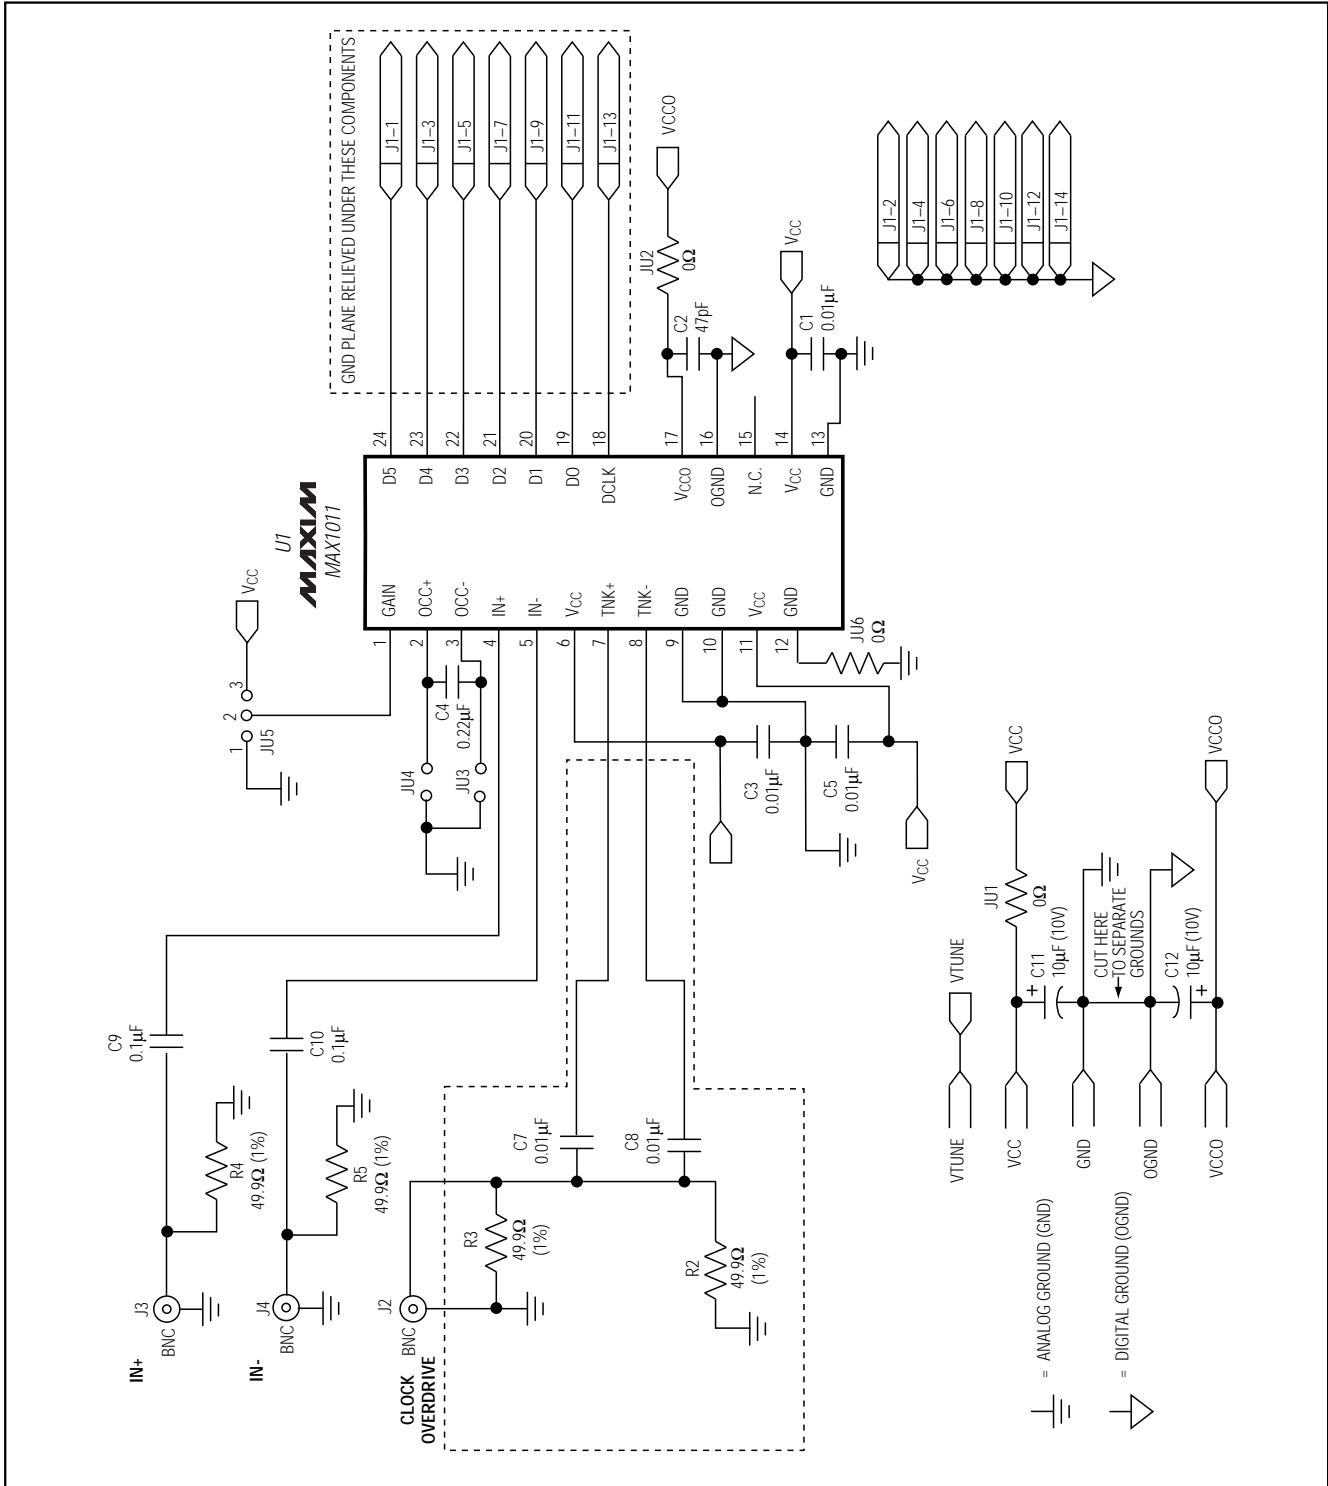 IN+
J3
BNC
R4
49.9Ω (1%)
C9
0.1µF
IN-
J4
BNC
R5
49.9Ω (1%)
C10
0.1µF
CLOCK
OVERDRIVE
J2
BNC
R3
49.9Ω
(1%)
R2
49.9Ω
(1%)
C7
0.01µF
C8
0.01µF
JU5
1
2
3
VCC
JU4
JU3
C4
0.22µF
C3
0.01µF
C5
0.01µF
VCC
JU6
0Ω
U1
MAXIM
MAX1011
1 GAIN
2 OCC+
3 OCC-
4 IN+
5 IN-
6 VCC
7 TNK+
8 TNK-
9 GND
10 GND
11 VCC
12 GND
D5 24
D4 23
D3 22
D2 21
D1 20
DO 19
DCLK 18
VCCO 17
OGND 16
N.C. 15
VCC 14
GND 13
GND PLANE RELIEVED UNDER THESE COMPONENTS
J1–1
J1–3
J1–5
J1–7
J1–9
J1–11
J1–13
JU2
0Ω
VCCO
C2
47pF
VCC
C1
0.01µF
J1–2
J1–4
J1–6
J1–8
J1–10
J1–12
J1–14
= ANALOG GROUND (GND)
= DIGITAL GROUND (OGND)
VTUNE
VTUNE
VCC
JU1
0Ω
VCC
C11
10µF (10V)
+
GND
CUT HERE
TO SEPARATE
GROUNDS
OGND
C12
10µF (10V)
+
VCCO
VCCO